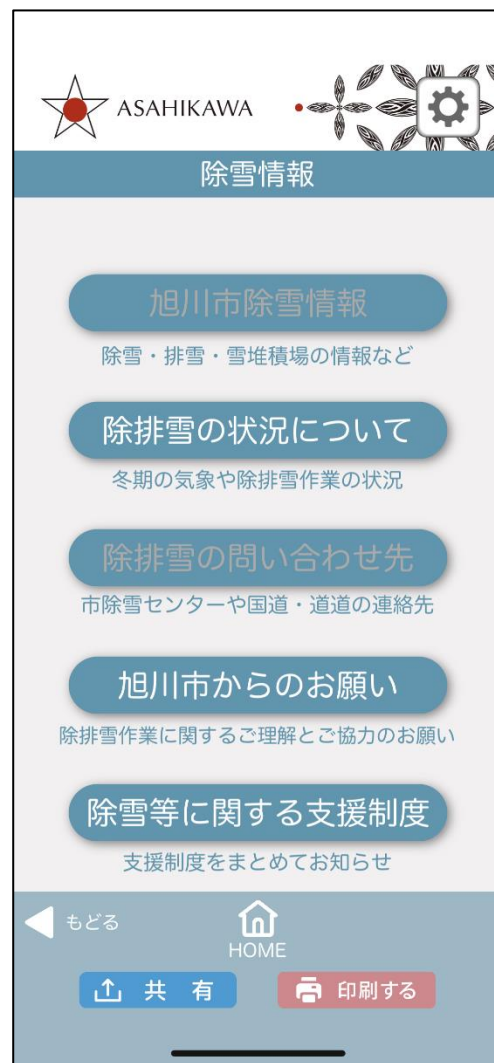 ASAHIKAWA
除雪情報
旭川市除雪情報
除雪・排雪・雪堆積場の情報など
除排雪の状況について
冬期の気象や除排雪作業の状況
除排雪の問い合わせ先
市除雪センターや国道・道道の連絡先
旭川市からのお願い
除排雪作業に関するご理解とご協力のお願い
除雪等に関する支援制度
支援制度をまとめてお知らせ
もどる
HOME
共 有
印刷する